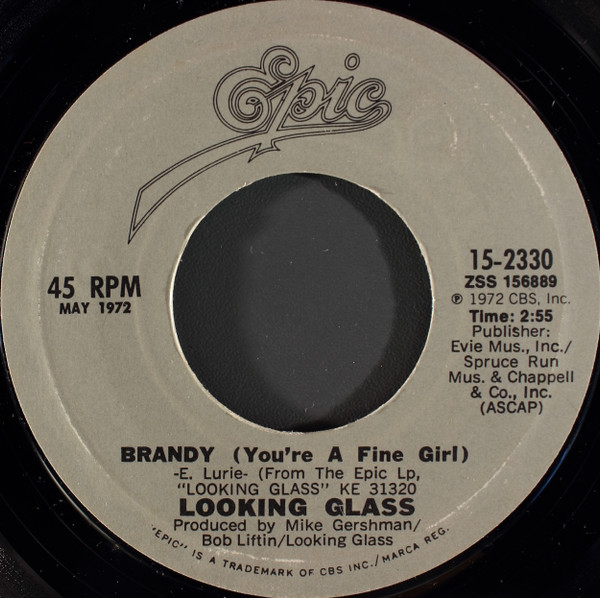 Epic
45 RPM
MAY 1972
15-2330
ZSS 156889
℗ 1972 CBS, Inc.
Time: 2:55
Publisher:
Evie Mus., Inc./
Spruce Run
Mus. & Chappell
& Co., Inc.
(ASCAP)
BRANDY (You're A Fine Girl)
-E. Lurie- (From The Epic Lp,
"LOOKING GLASS" KE 31320
LOOKING GLASS
Produced by Mike Gershman/
Bob Liftin/Looking Glass
"EPIC" IS A TRADEMARK OF CBS INC./MARCA REG.